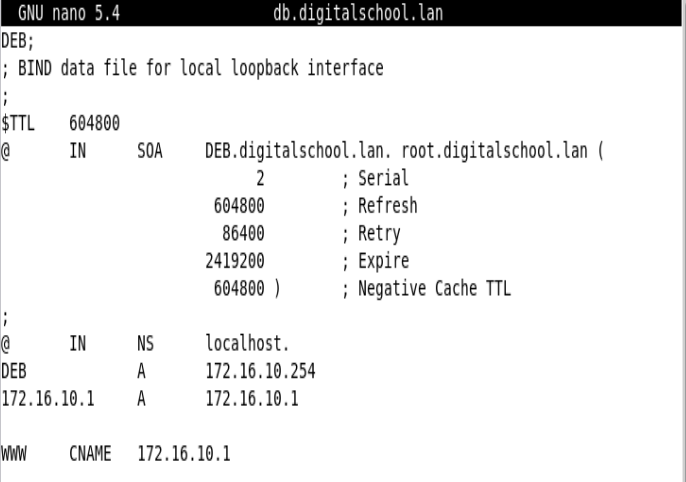 GNU nano 5.4 db.digitalschool.lan
DEB;
; BIND data file for local loopback interface
;
$TTL 604800
@ IN SOA DEB.digitalschool.lan. root.digitalschool.lan (
2 ; Serial
604800 ; Refresh
86400 ; Retry
2419200 ; Expire
604800 ) ; Negative Cache TTL
;
@ IN NS localhost.
DEB A 172.16.10.254
172.16.10.1 A 172.16.10.1
WWW CNAME 172.16.10.1